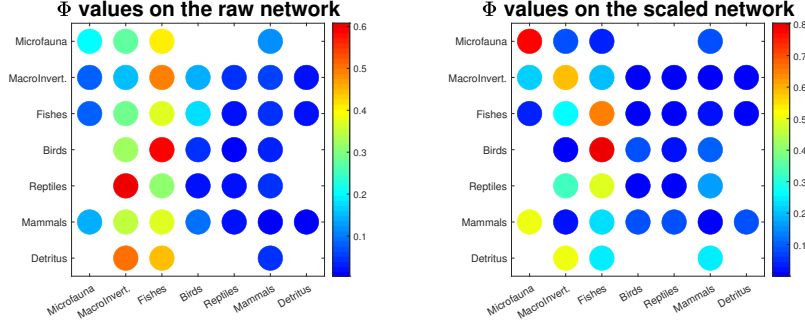 Φ values on the raw network
Microfauna
MacroInvert.
Fishes
Birds
Reptiles
Mammals
Detritus
Microfauna
MacroInvert.
Fishes
Birds
Reptiles
Mammals
Detritus
0.6
0.5
0.4
0.3
0.2
0.1
Φ values on the scaled network
Microfauna
MacroInvert.
Fishes
Birds
Reptiles
Mammals
Detritus
Microfauna
MacroInvert.
Fishes
Birds
Reptiles
Mammals
Detritus
0.8
0.7
0.6
0.5
0.4
0.3
0.2
0.1